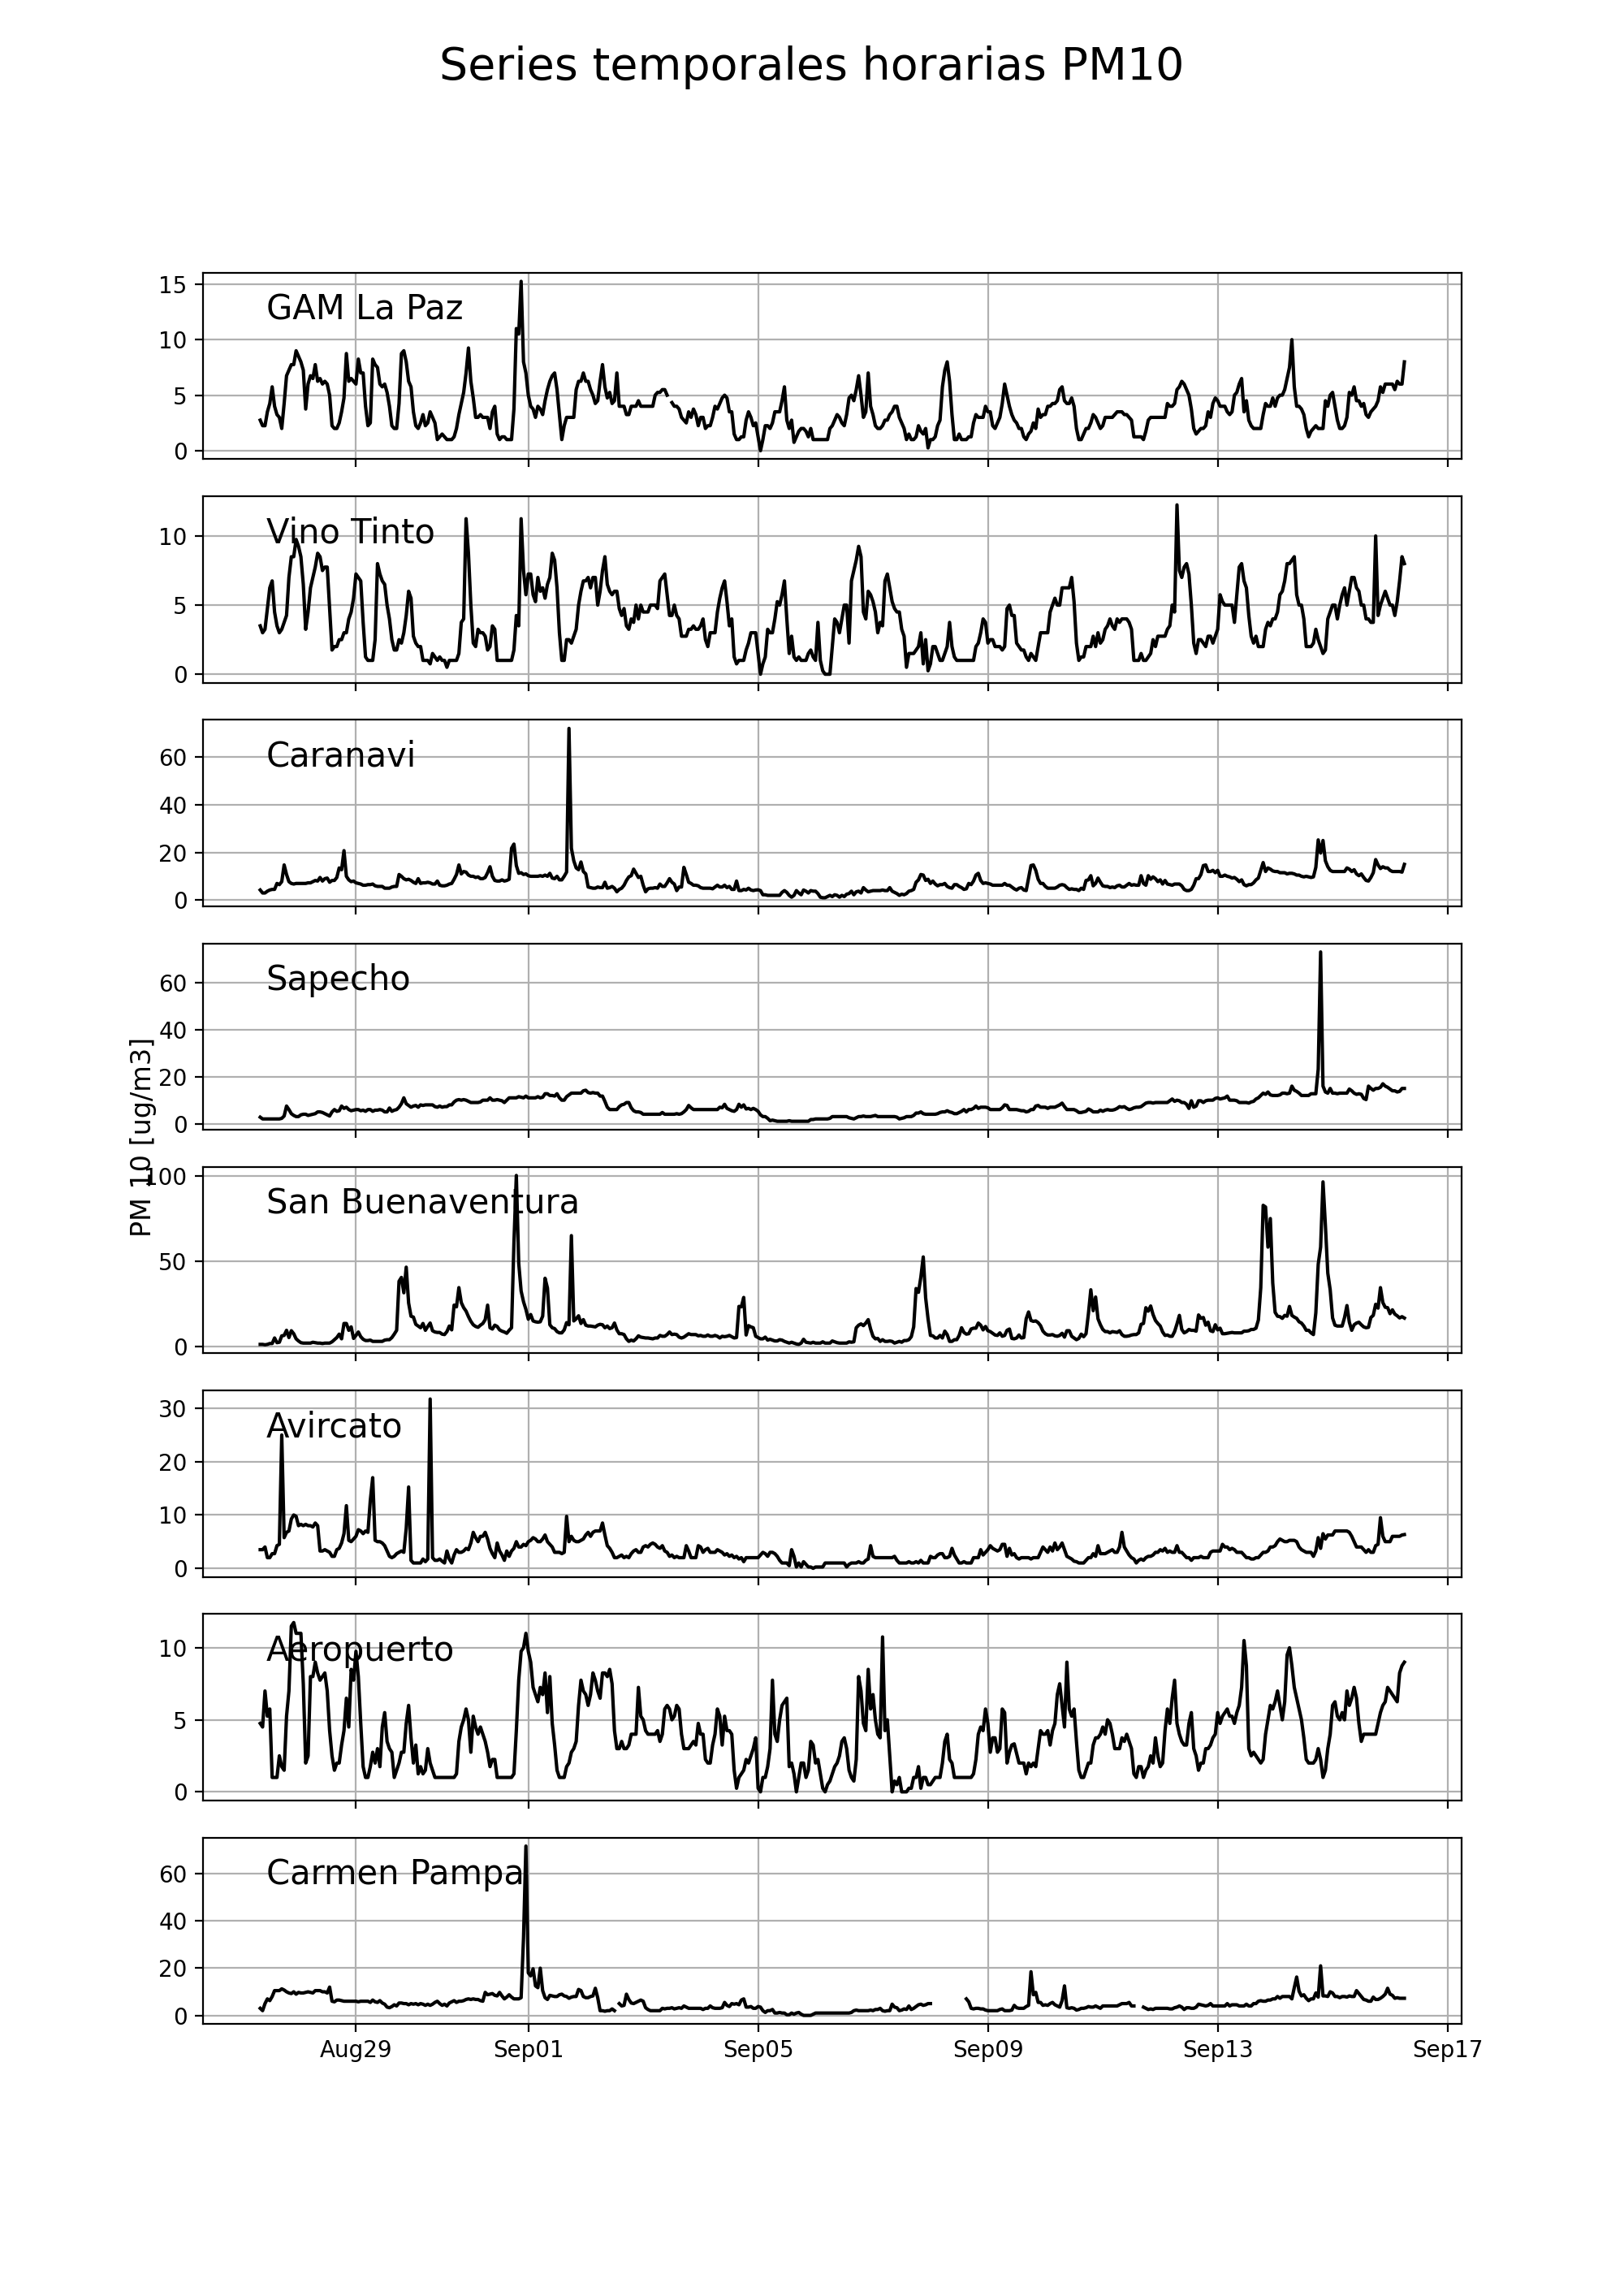 Series temporales horarias PM10
15
GAM La Paz
10
5
0
Vino Tinto
10
5
0
Caranavi
60
40
20
0
Sapecho
60
40
20
0
PM 10 [ug/m3]
100
San Buenaventura
50
0
30
Avircato
20
10
0
Aeropuerto
10
5
0
Carmen Pampa
60
40
20
0
Aug29 Sep01 Sep05 Sep09 Sep13 Sep17